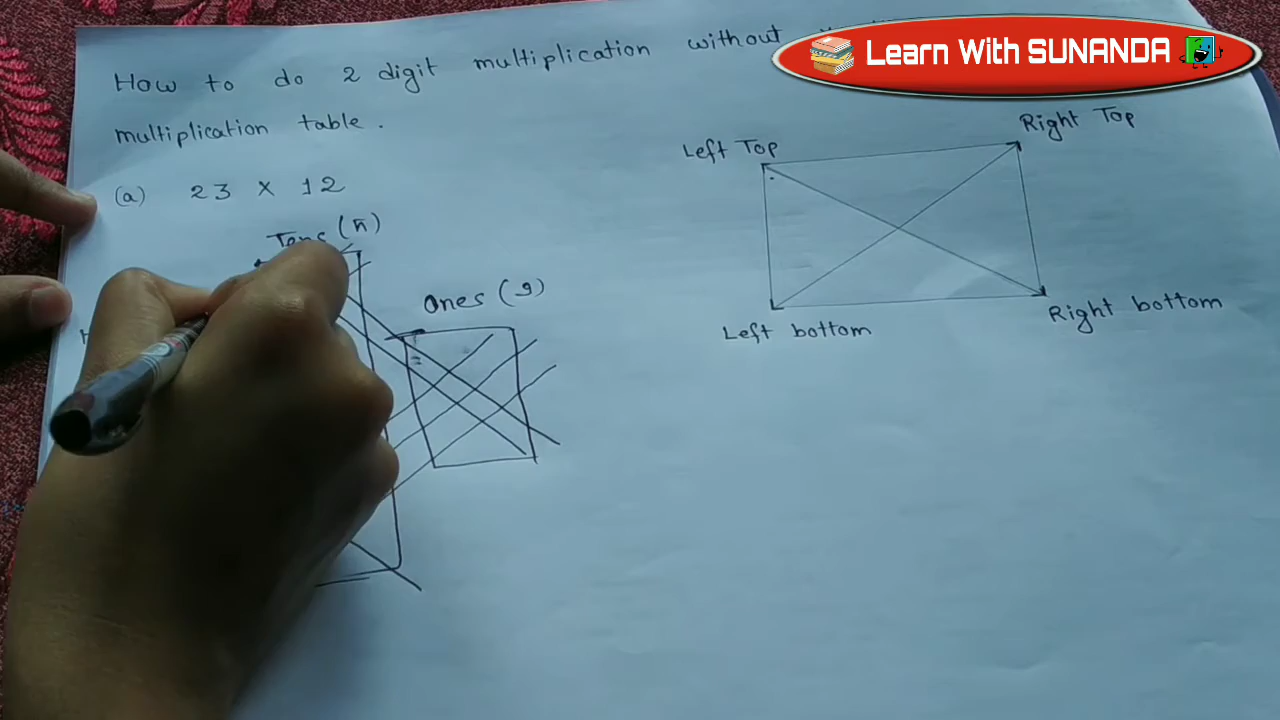 How to do 2 digit multiplication without
multiplication table.
(a) 23 X 12
Tens
Ones
Left Top
Right Top
Left bottom
Right bottom
Learn With SUNANDA